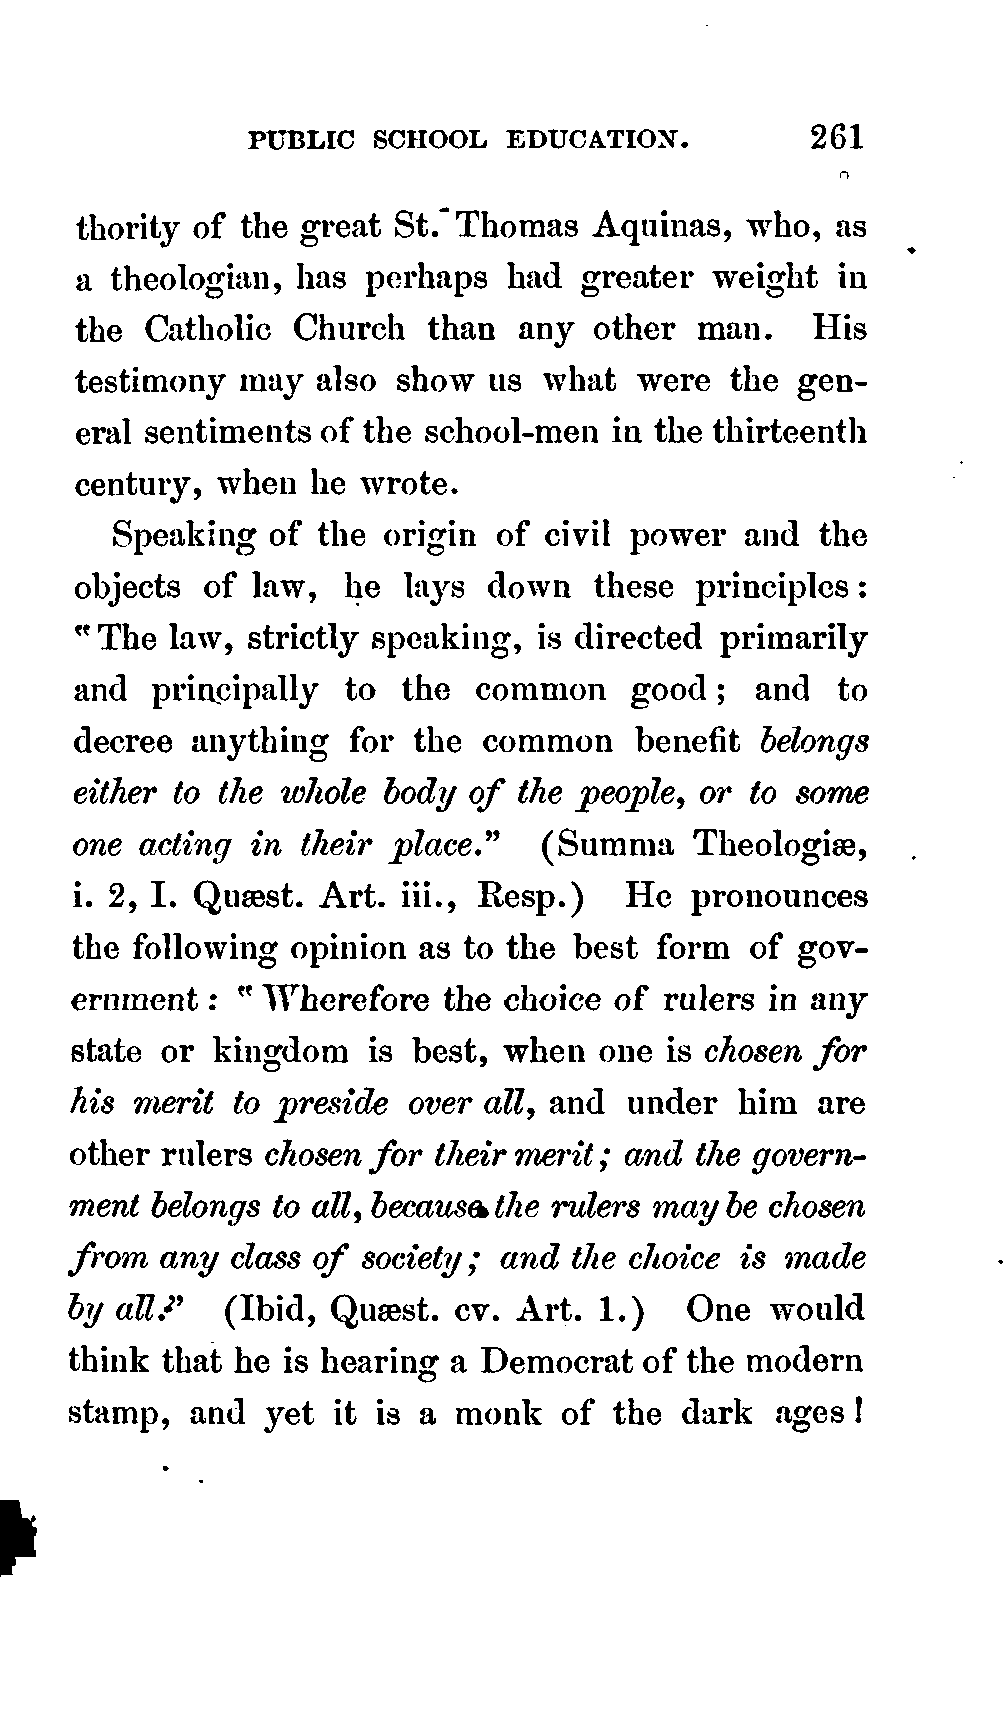 PUBLIC SCHOOL EDUCATION. 261
thority of the great St. Thomas Aquinas, who, as
a theologian, has perhaps had greater weight in
the Catholic Church than any other man. His
testimony may also show us what were the gen-
eral sentiments of the school-men in the thirteenth
century, when he wrote.
Speaking of the origin of civil power and the
objects of law, he lays down these principles:
"The law, strictly speaking, is directed primarily
and principally to the common good; and to
decree anything for the common benefit belongs
either to the whole body of the people, or to some
one acting in their place." (Summa Theologiæ,
i. 2, I. Quæst. Art. iii., Resp.) He pronounces
the following opinion as to the best form of gov-
ernment: "Wherefore the choice of rulers in any
state or kingdom is best, when one is chosen for
his merit to preside over all, and under him are
other rulers chosen for their merit; and the govern-
ment belongs to all, because the rulers may be chosen
from any class of society; and the choice is made
by all." (Ibid, Quæst. cv. Art. 1.) One would
think that he is hearing a Democrat of the modern
stamp, and yet it is a monk of the dark ages!